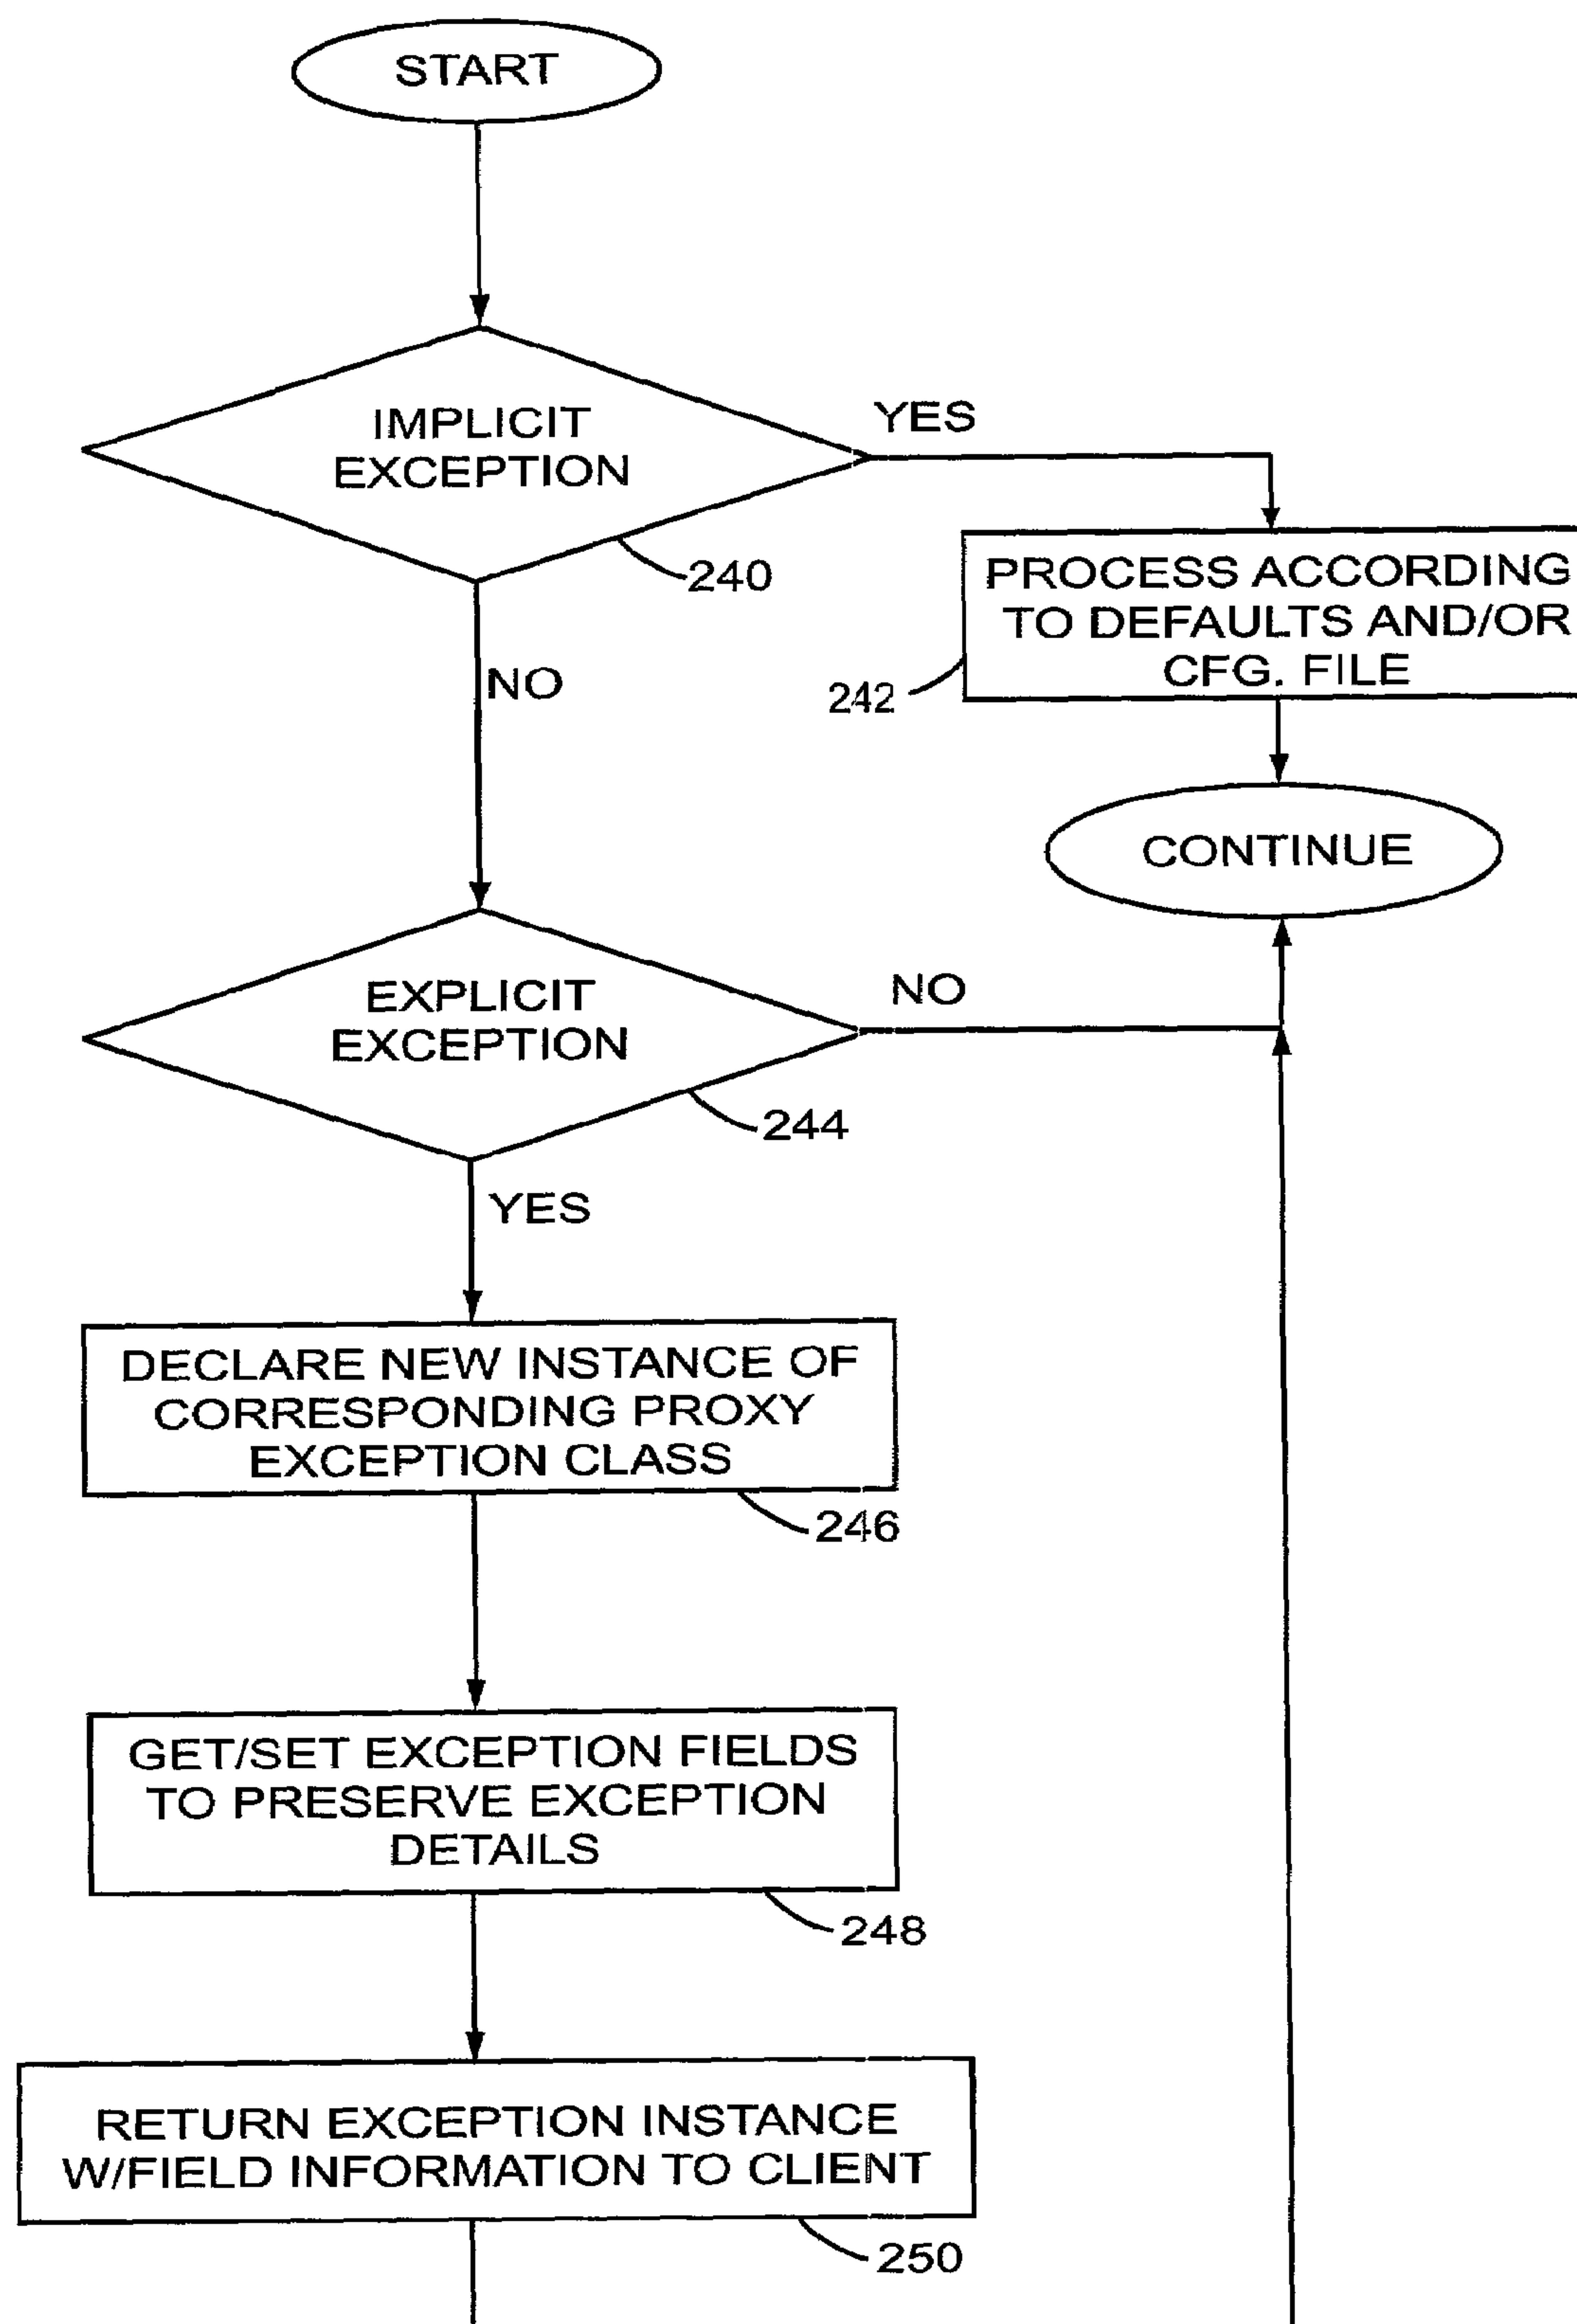 START
IMPLICIT
EXCEPTION
YES
240
PROCESS ACCORDING
TO DEFAULTS AND/OR
CFG. FILE
242
NO
CONTINUE
EXPLICIT
EXCEPTION
NO
244
YES
DECLARE NEW INSTANCE OF
CORRESPONDING PROXY
EXCEPTION CLASS
246
GET/SET EXCEPTION FIELDS
TO PRESERVE EXCEPTION
DETAILS
248
RETURN EXCEPTION INSTANCE
W/FIELD INFORMATION TO CLIENT
250